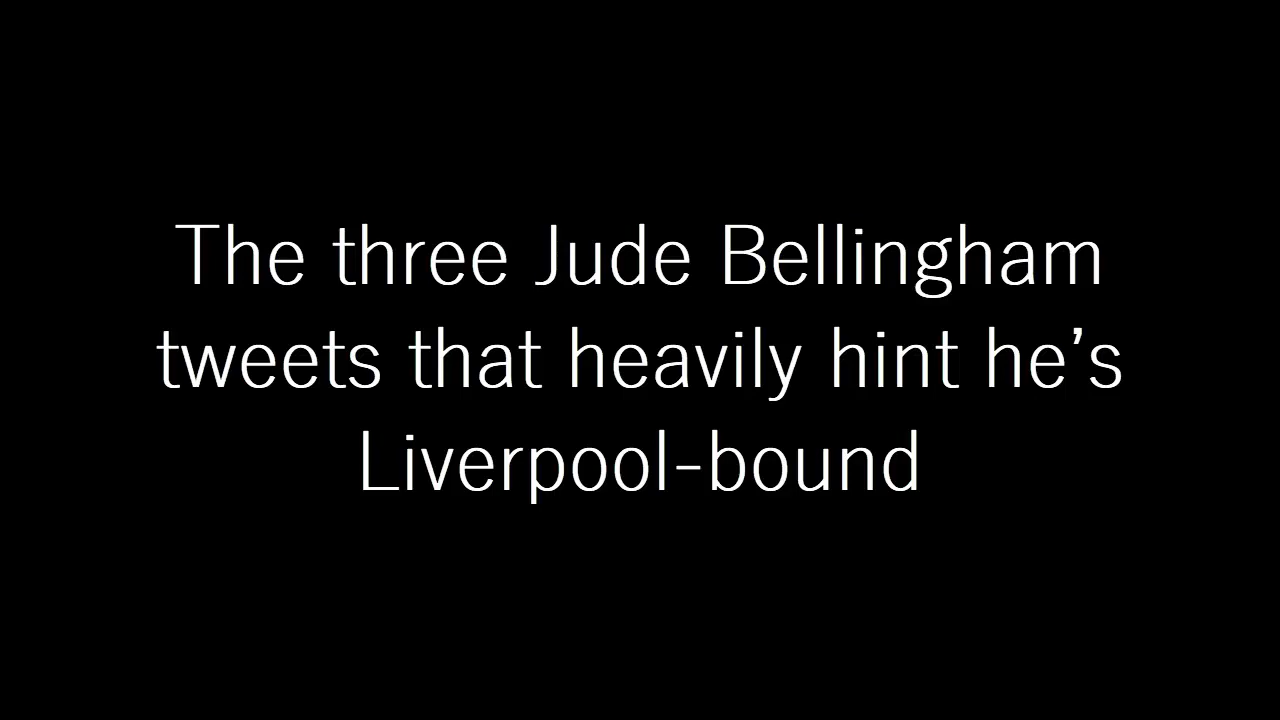 The three Jude Bellingham
tweets that heavily hint he’s
Liverpool-bound